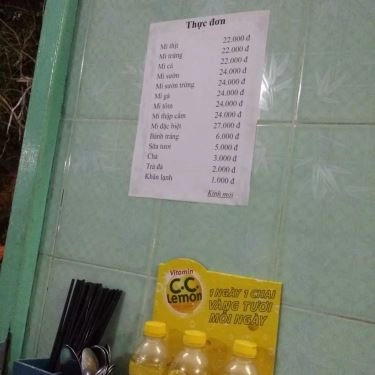 Thực đơn
Mì thịt 22.000 đ
Mì trứng 22.000 đ
Mì cá 22.000 đ
Mì sườn 24.000 đ
Mì sườn trứng 24.000 đ
Mì gà 24.000 đ
Mì tôm 24.000 đ
Mì thập cẩm 24.000 đ
Mì đặc biệt 27.000 đ
Bánh tráng 6.000 đ
Sữa tươi 5.000 đ
Chả 3.000 đ
Trà đá 2.000 đ
Khăn lạnh 1.000 đ
Kính mời
Vitamin
C.C.
Lemon
1 NGÀY 1 CHAI
VÀNG TƯƠI
MỖI NGÀY